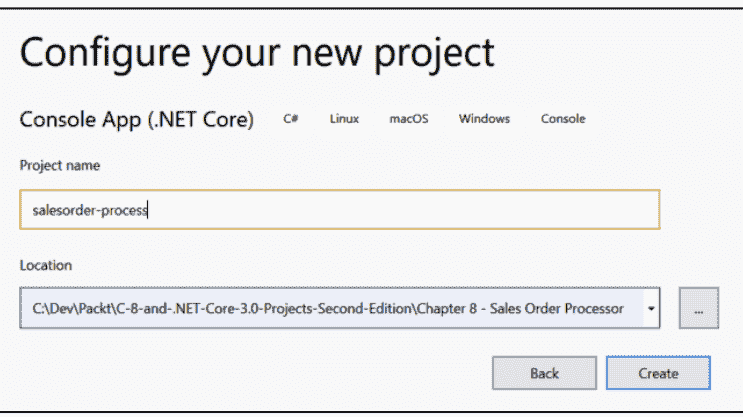 Configure your new project
Console App (.NET Core) C# Linux macOS Windows Console
Project name
salesorder-process
Location
C:\Dev\Packt\C-8-and-.NET-Core-3.0-Projects-Second-Edition\Chapter 8 - Sales Order Processor
...
Back Create